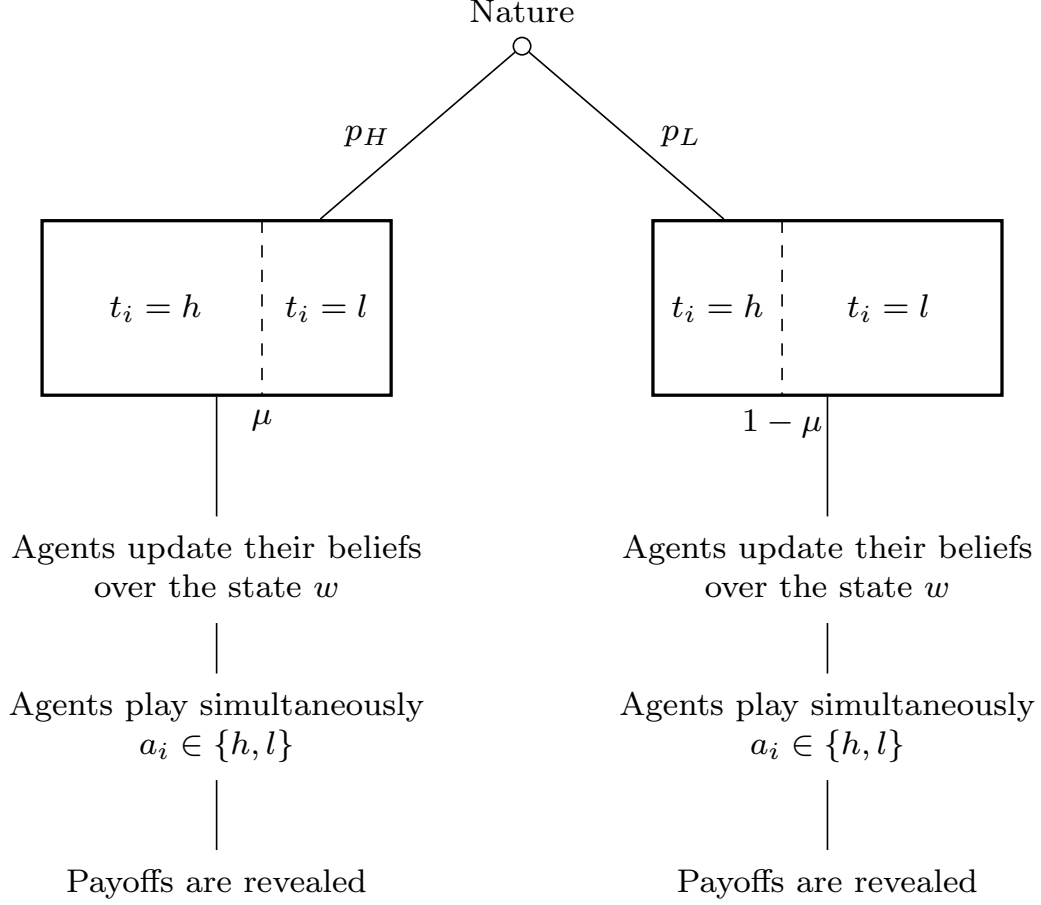 Nature
p_H
p_L
t_i = h
t_i = l
t_i = h
t_i = l
μ
1 − μ
Agents update their beliefs
over the state w
Agents update their beliefs
over the state w
Agents play simultaneously
a_i ∈ {h, l}
Agents play simultaneously
a_i ∈ {h, l}
Payoffs are revealed
Payoffs are revealed